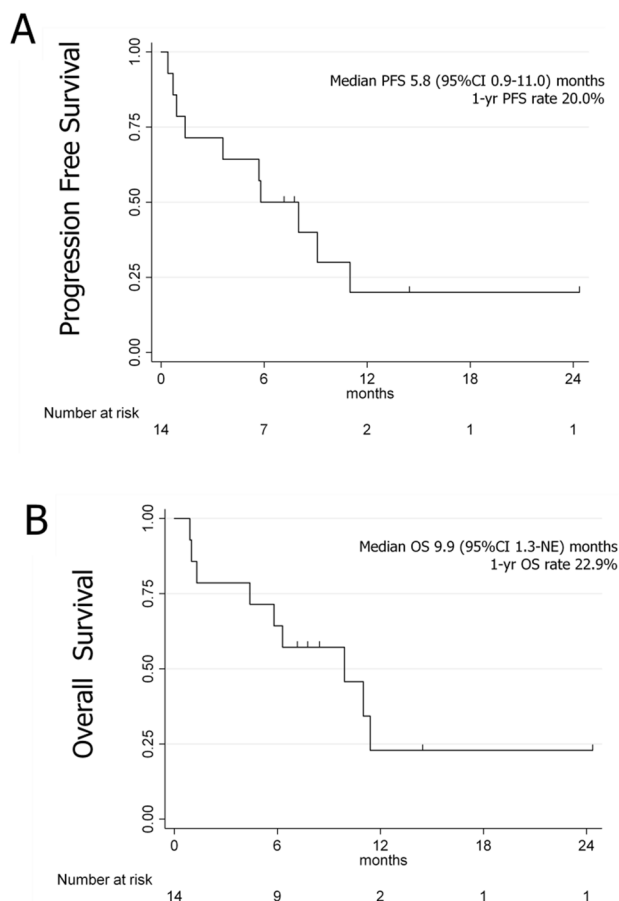 A
Progression Free Survival
1.00
0.75
0.50
0.25
0.00
Median PFS 5.8 (95%CI 0.9-11.0) months
1-yr PFS rate 20.0%
0 6 12 18 24
months
Number at risk
14 7 2 1 1
B
Overall Survival
1.00
0.75
0.50
0.25
0.00
Median OS 9.9 (95%CI 1.3-NE) months
1-yr OS rate 22.9%
0 6 12 18 24
months
Number at risk
14 9 2 1 1